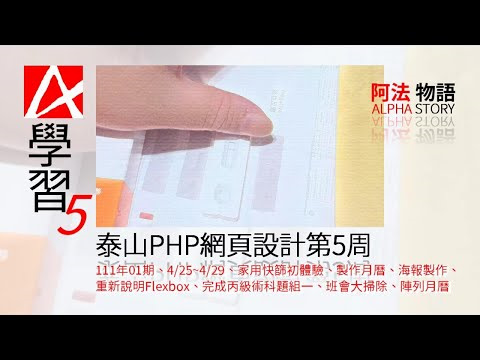 學習5
阿法 物語
ALPHA STORY
泰山PHP網頁設計第5周
111年01期、4/25~4/29、家用快篩初體驗、製作月曆、海報製作、
重新說明Flexbox、完成丙級術科題組一、班會大掃除、陣列月曆